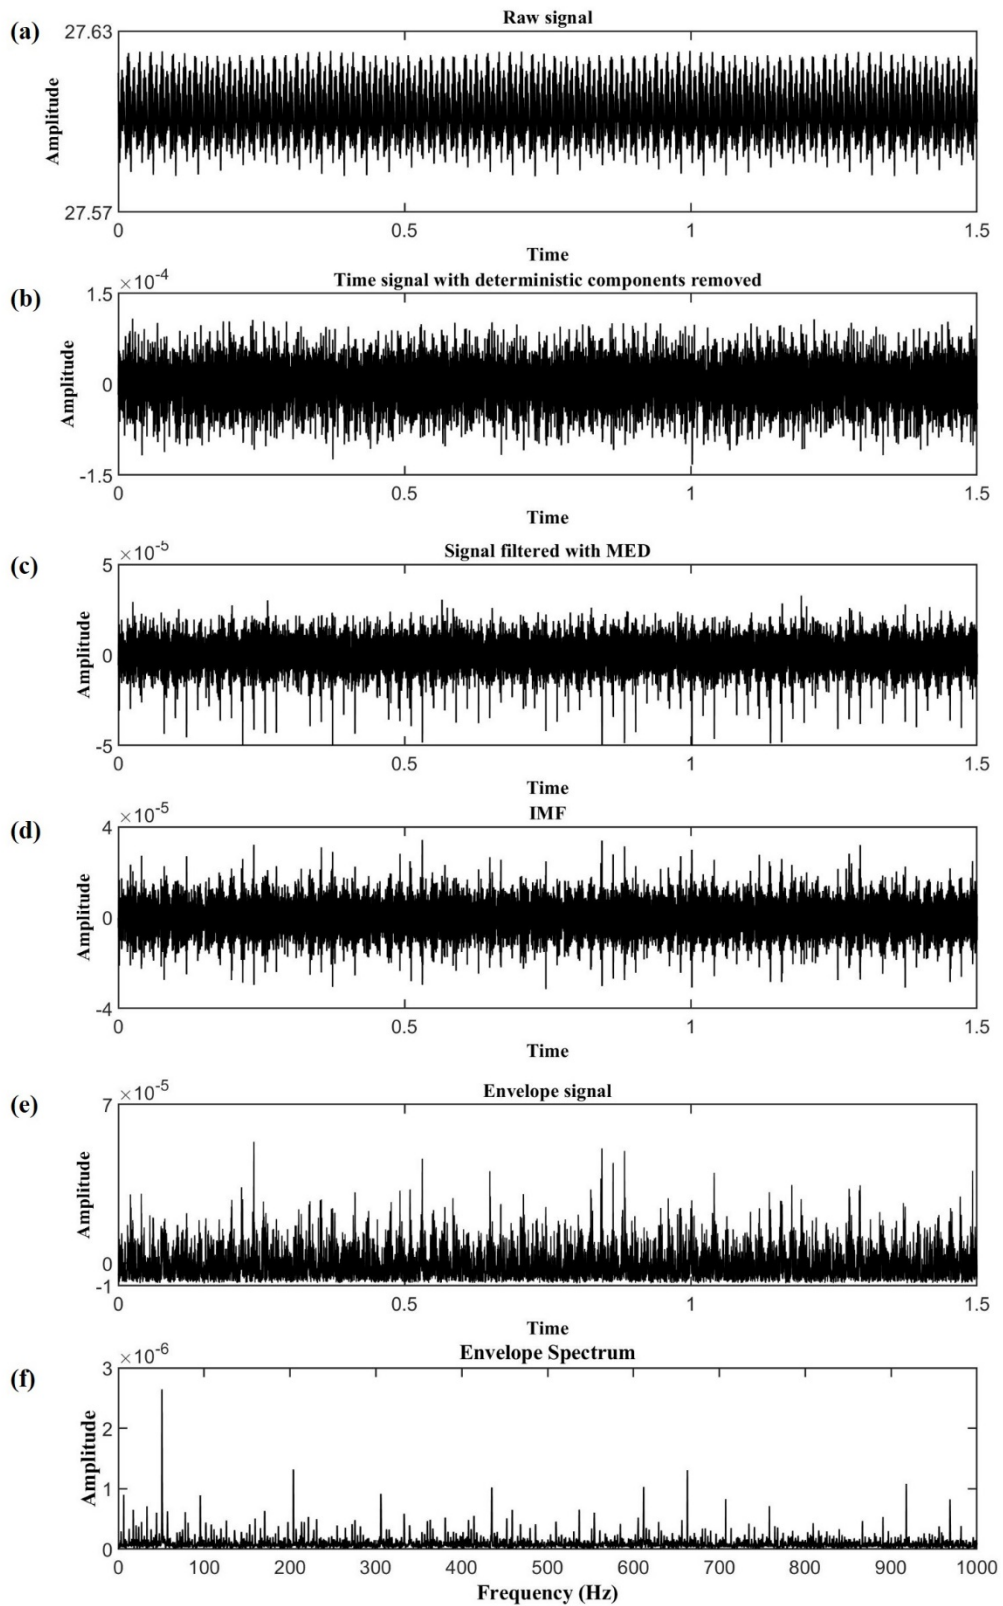 (a)
Raw signal
27.63
Amplitude
27.57
0 0.5 1 1.5
Time
(b)
×10-4
Time signal with deterministic components removed
1.5
Amplitude
0
-1.5
0 0.5 1 1.5
Time
(c)
×10-5
Signal filtered with MED
5
Amplitude
0
-5
0 0.5 1 1.5
Time
(d)
×10-5
IMF
4
Amplitude
0
-4
0 0.5 1 1.5
Time
(e)
×10-5
Envelope signal
7
Amplitude
0
-1
0 0.5 1 1.5
Time
(f)
×10-6
Envelope Spectrum
3
Amplitude
2
1
0
0 100 200 300 400 500 600 700 800 900 1000
Frequency (Hz)